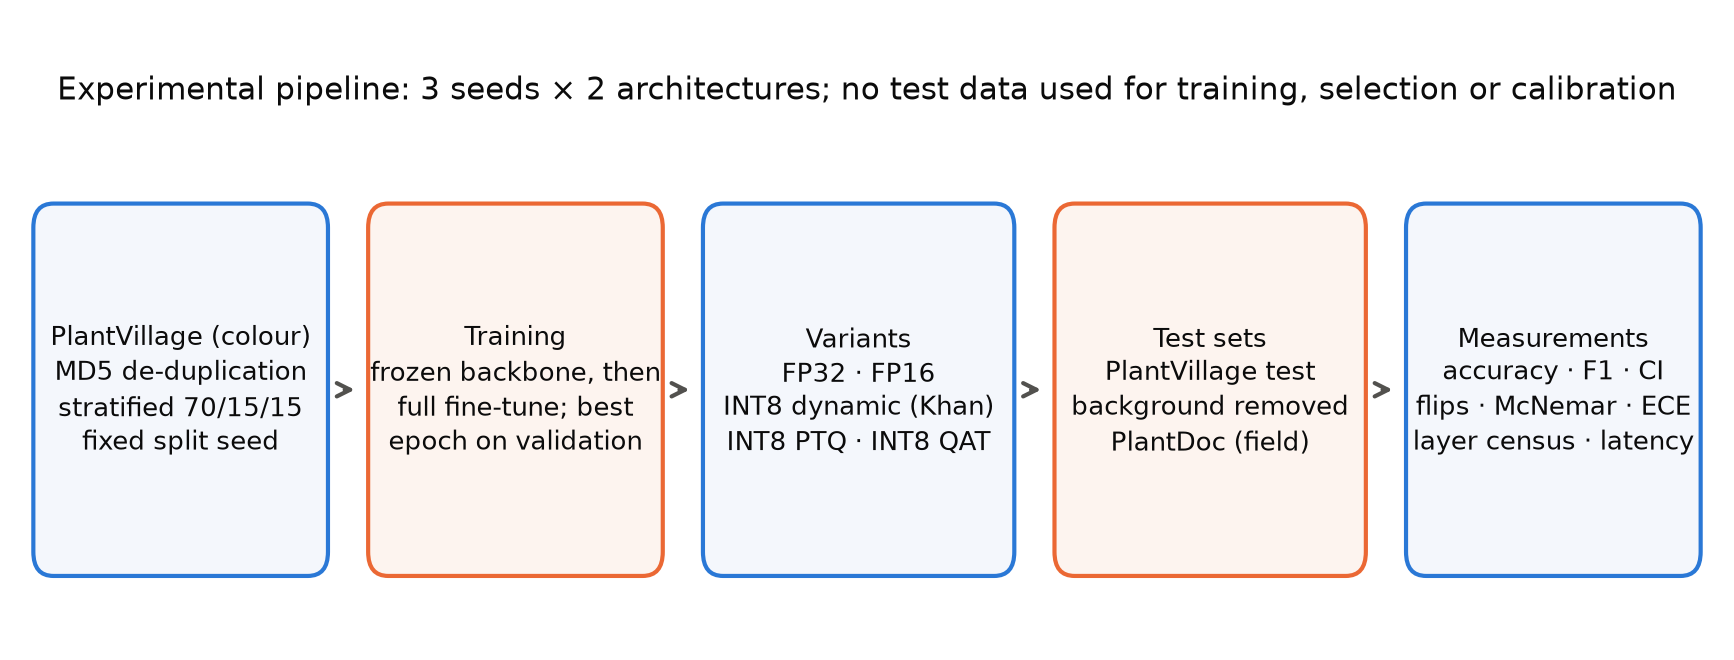 Experimental pipeline: 3 seeds × 2 architectures; no test data used for training, selection or calibration
PlantVillage (colour)
MD5 de-duplication
stratified 70/15/15
fixed split seed
Training
frozen backbone, then
full fine-tune; best
epoch on validation
Variants
FP32 · FP16
INT8 dynamic (Khan)
INT8 PTQ · INT8 QAT
Test sets
PlantVillage test
background removed
PlantDoc (field)
Measurements
accuracy · F1 · CI
flips · McNemar · ECE
layer census · latency